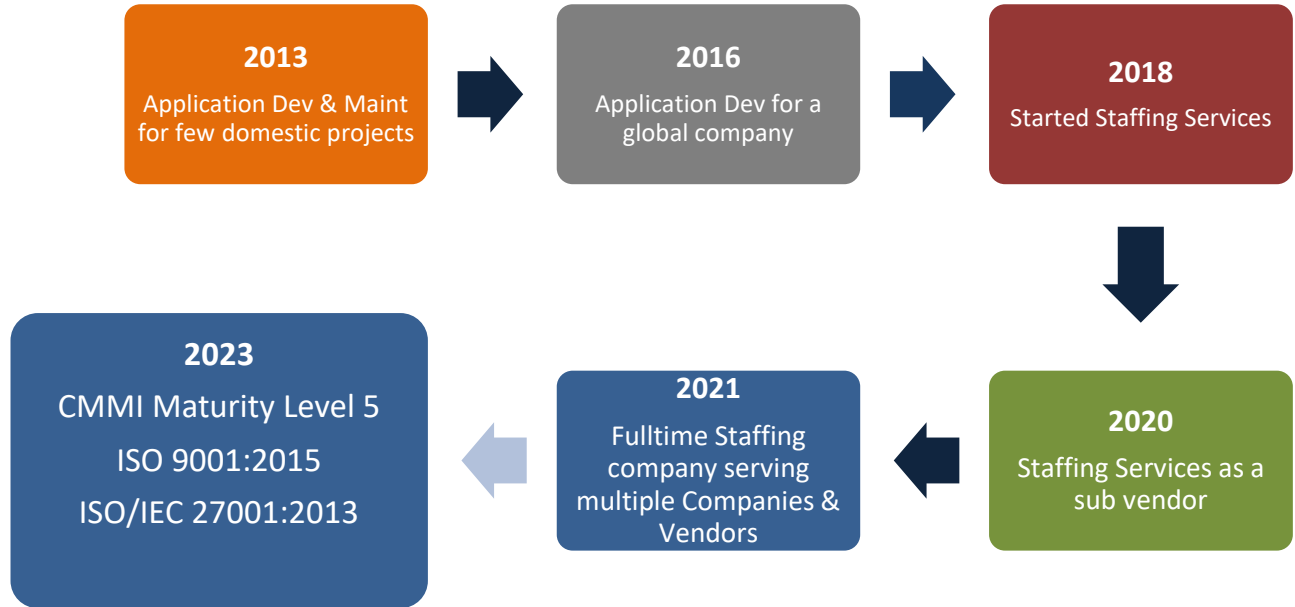 2013
Application Dev & Maint
for few domestic projects
2016
Application Dev for a
global company
2018
Started Staffing Services
2020
Staffing Services as a
sub vendor
2021
Fulltime Staffing
company serving
multiple Companies &
Vendors
2023
CMMI Maturity Level 5
ISO 9001:2015
ISO/IEC 27001:2013